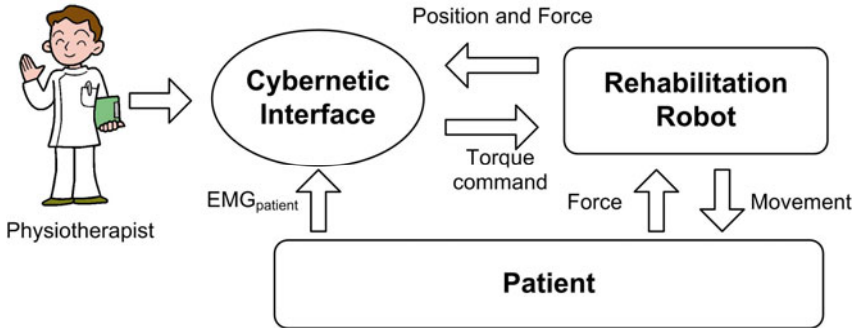 Position and Force
Cybernetic
Interface
Rehabilitation
Robot
Torque
command
EMGpatient
Force
Movement
Physiotherapist
Patient